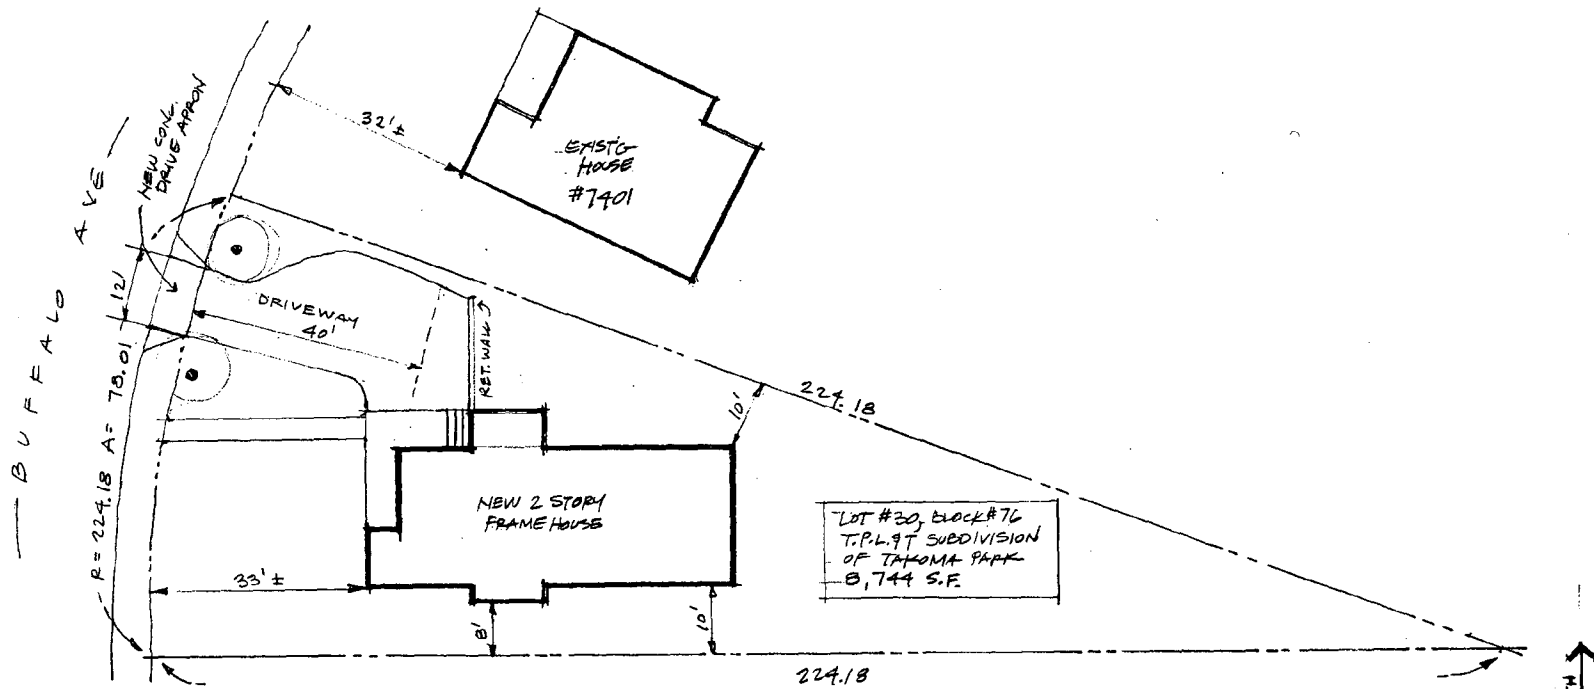 BUFFALO AVE
NEW CONC.
DRIVE APRON
32'±
EXIST'G
HOUSE
#7401
12'
DRIVEWAY
40'
RET. WALL
R=224.18 A= 78.01
10'
224.18
NEW 2 STORY
FRAME HOUSE
LOT #30, BLOCK #76
T.P.L.&T SUBDIVISION
OF TAKOMA PARK
8,744 S.F.
33'±
8'
10'
224.18